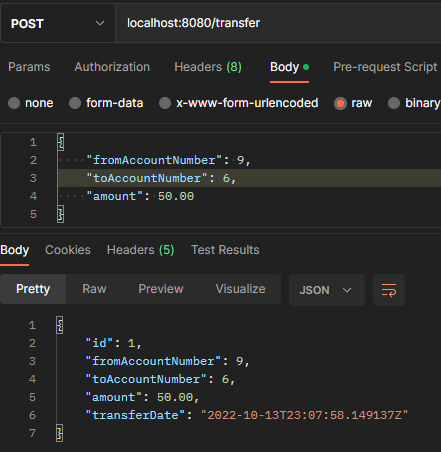 POST localhost:8080/transfer
Params Authorization Headers (8) Body Pre-request Script
none form-data x-www-form-urlencoded raw binary
1 {
2 ····"fromAccountNumber":·9,
3 ····"toAccountNumber":·6,
4 ····"amount":·50.00
5 }
Body Cookies Headers (5) Test Results
Pretty Raw Preview Visualize JSON
1 {
2 "id": 1,
3 "fromAccountNumber": 9,
4 "toAccountNumber": 6,
5 "amount": 50.00,
6 "transferDate": "2022-10-13T23:07:58.149137Z"
7 }